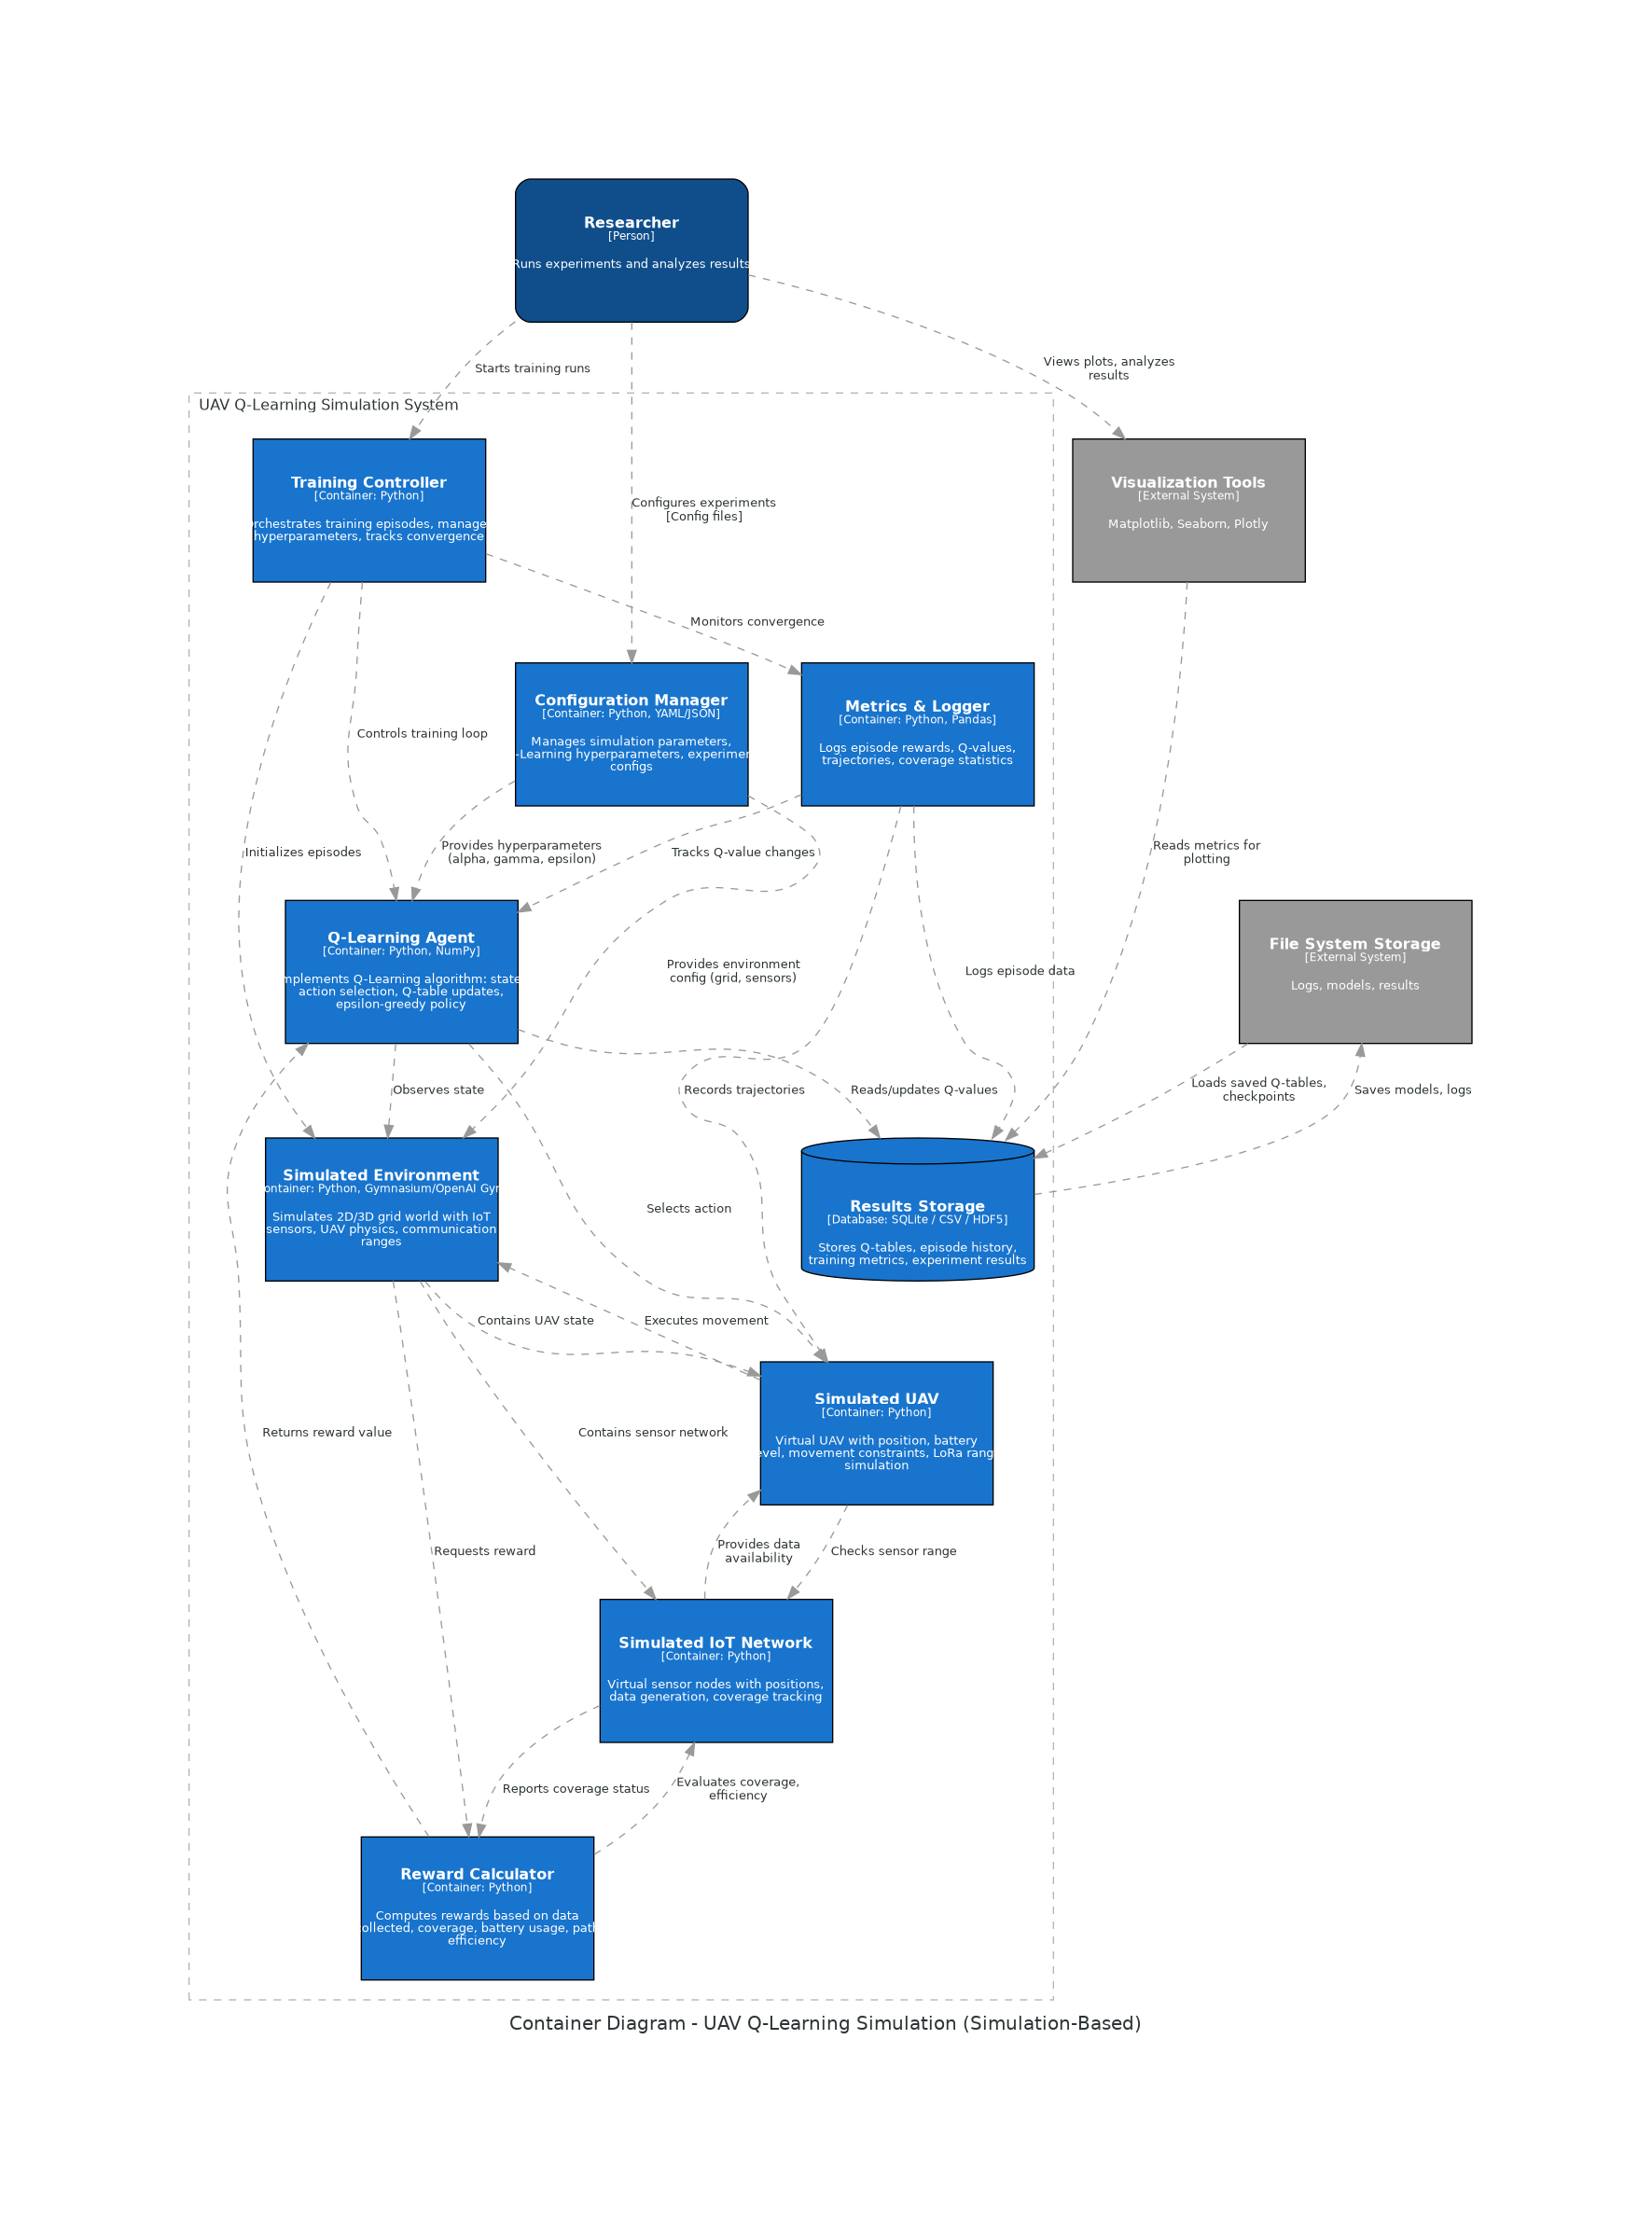 Researcher
[Person]
Runs experiments and analyzes results
Starts training runs
Views plots, analyzes
results
UAV Q-Learning Simulation System
Training Controller
[Container: Python]
rchestrates training episodes, manage
hyperparameters, tracks convergence
Configures experiments
[Config files]
Visualization Tools
[External System]
Matplotlib, Seaborn, Plotly
Monitors convergence
Controls training loop
Configuration Manager
[Container: Python, YAML/JSON]
Manages simulation parameters,
-Learning hyperparameters, experimen
configs
Metrics & Logger
[Container: Python, Pandas]
Logs episode rewards, Q-values,
trajectories, coverage statistics
Initializes episodes
Provides hyperparameters
(alpha, gamma, epsilon)
Tracks Q-value changes
Reads metrics for
plotting
Q-Learning Agent
[Container: Python, NumPy]
mplements Q-Learning algorithm: state
action selection, Q-table updates,
epsilon-greedy policy
Provides environment
config (grid, sensors)
Logs episode data
File System Storage
[External System]
Logs, models, results
Observes state
Records trajectories
Reads/updates Q-values
Loads saved Q-tables,
checkpoints
Saves models, logs
Simulated Environment
ontainer: Python, Gymnasium/OpenAI Gyr
Simulates 2D/3D grid world with IoT
sensors, UAV physics, communication
ranges
Selects action
Results Storage
[Database: SQLite / CSV / HDF5]
Stores Q-tables, episode history,
training metrics, experiment results
Contains UAV state
Executes movement
Returns reward value
Contains sensor network
Simulated UAV
[Container: Python]
Virtual UAV with position, battery
evel, movement constraints, LoRa rang
simulation
Requests reward
Provides data
availability
Checks sensor range
Simulated IoT Network
[Container: Python]
Virtual sensor nodes with positions,
data generation, coverage tracking
Reports coverage status
Evaluates coverage,
efficiency
Reward Calculator
[Container: Python]
Computes rewards based on data
ollected, coverage, battery usage, path
efficiency
Container Diagram - UAV Q-Learning Simulation (Simulation-Based)